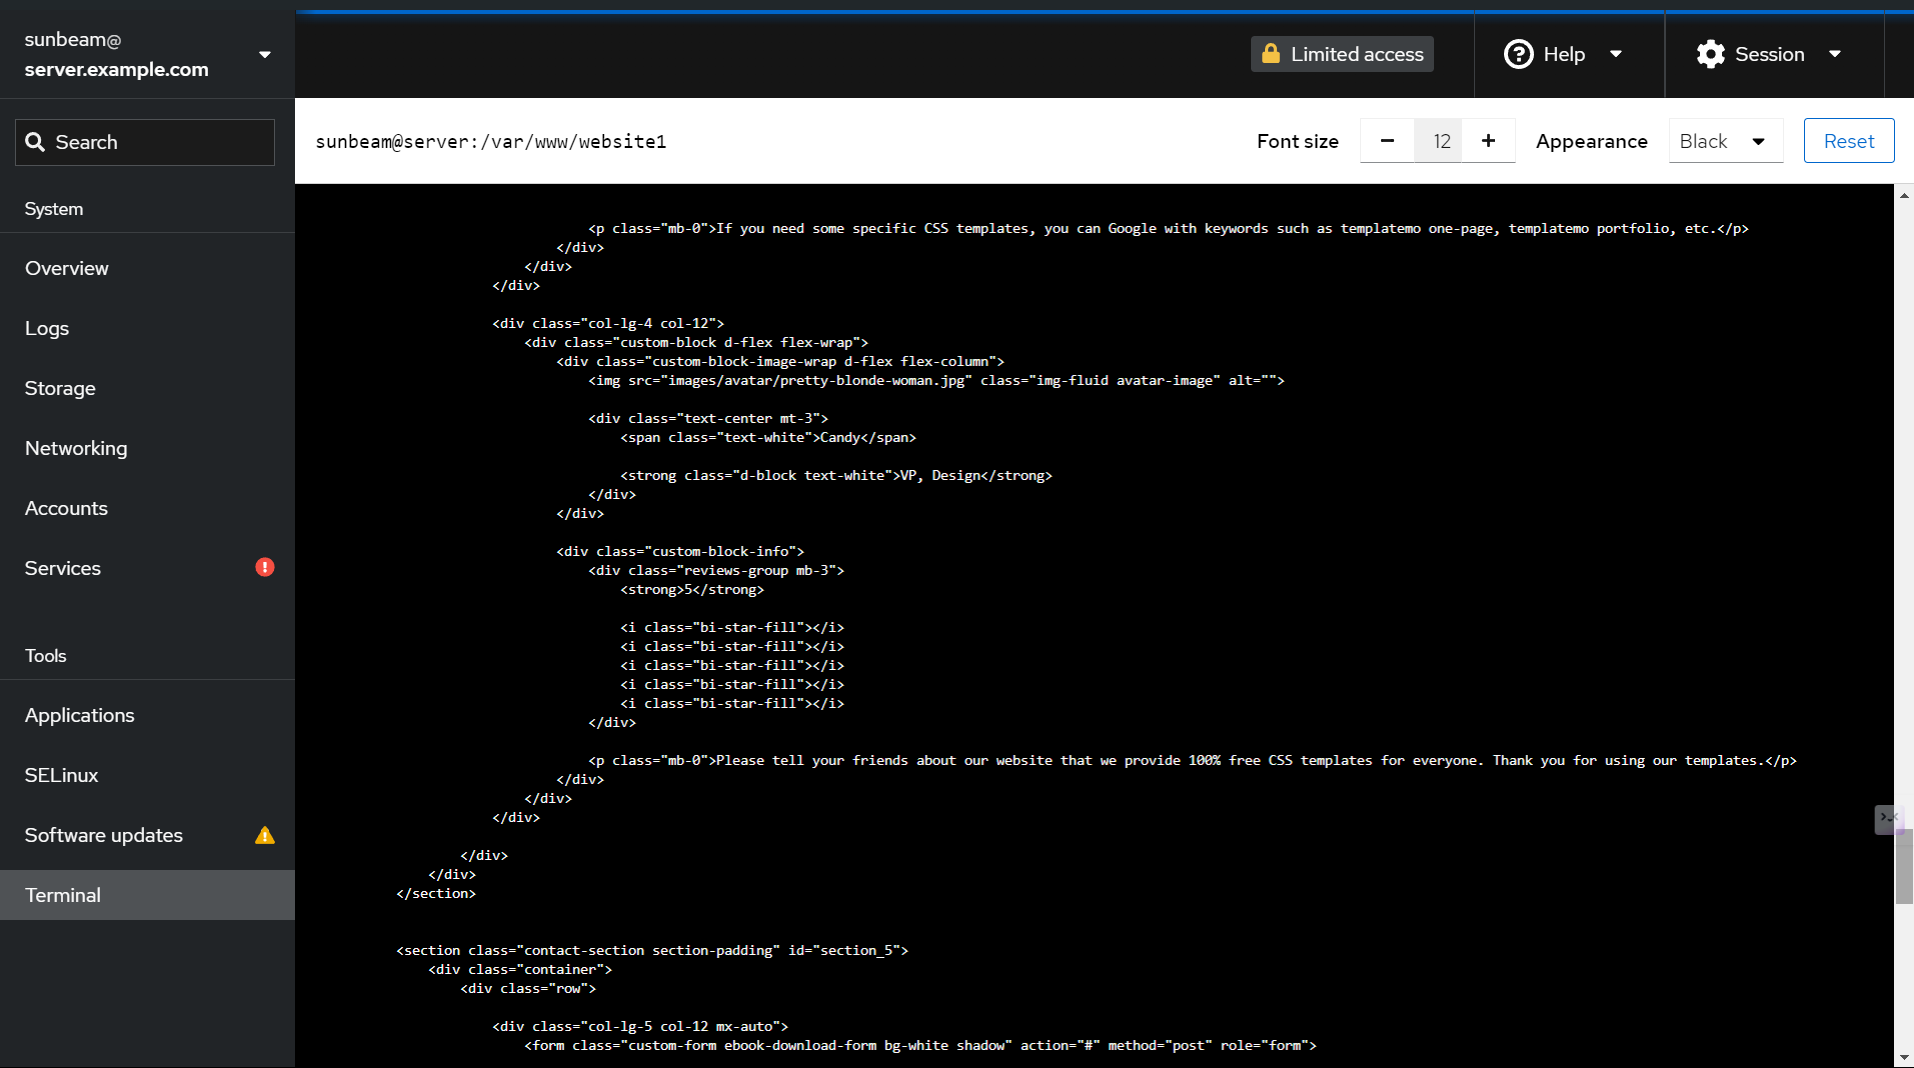 sunbeam@
server.example.com
Limited access
Help
Session
Search
sunbeam@server:/var/www/website1
Font size
12
Appearance
Black
Reset
System
Overview
Logs
Storage
Networking
Accounts
Services
Tools
Applications
SELinux
Software updates
Terminal
<p class="mb-0">If you need some specific CSS templates, you can Google with keywords such as templatemo one-page, templatemo portfolio, etc.</p>
</div>
</div>
</div>
<div class="col-lg-4 col-12">
<div class="custom-block d-flex flex-wrap">
<div class="custom-block-image-wrap d-flex flex-column">
<img src="images/avatar/pretty-blonde-woman.jpg" class="img-fluid avatar-image" alt="">
<div class="text-center mt-3">
<span class="text-white">Candy</span>
<strong class="d-block text-white">VP, Design</strong>
</div>
</div>
<div class="custom-block-info">
<div class="reviews-group mb-3">
<strong>5</strong>
<i class="bi-star-fill"></i>
<i class="bi-star-fill"></i>
<i class="bi-star-fill"></i>
<i class="bi-star-fill"></i>
<i class="bi-star-fill"></i>
</div>
<p class="mb-0">Please tell your friends about our website that we provide 100% free CSS templates for everyone. Thank you for using our templates.</p>
</div>
</div>
</div>
</div>
</div>
</section>
<section class="contact-section section-padding" id="section_5">
<div class="container">
<div class="row">
<div class="col-lg-5 col-12 mx-auto">
<form class="custom-form ebook-download-form bg-white shadow" action="#" method="post" role="form">